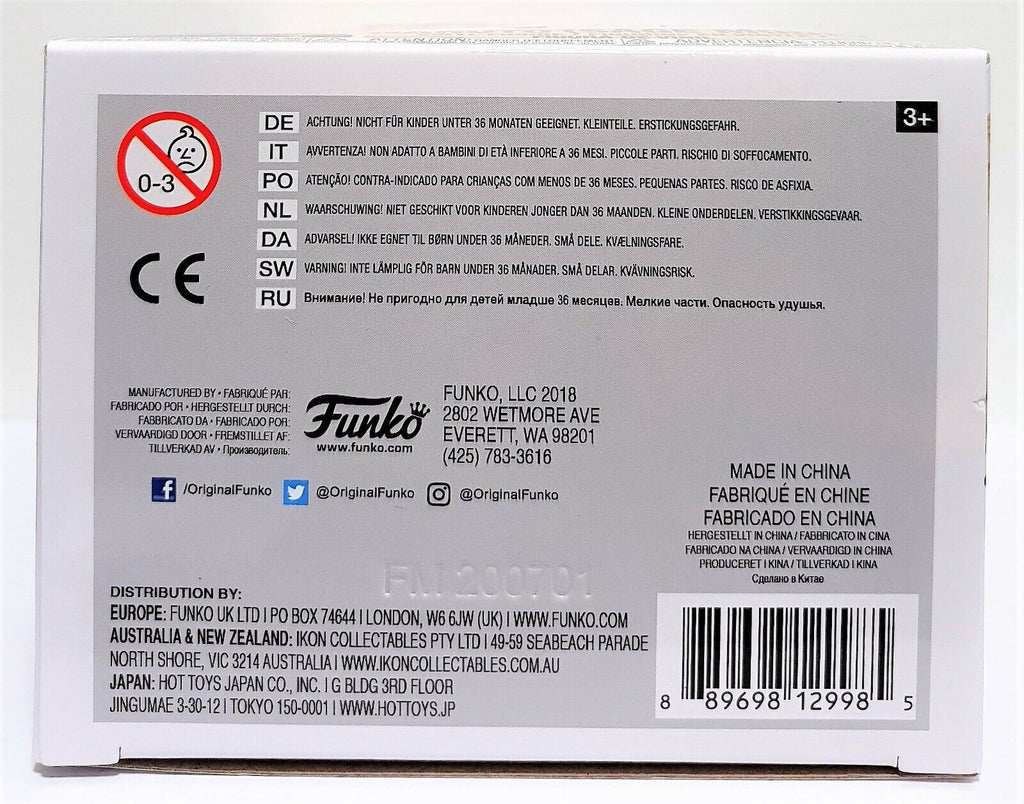 3+
0-3
DE ACHTUNG! NICHT FÜR KINDER UNTER 36 MONATEN GEEIGNET. KLEINTEILE. ERSTICKUNGSGEFAHR.
IT AVVERTENZA! NON ADATTO A BAMBINI DI ETÀ INFERIORE A 36 MESI. PICCOLE PARTI. RISCHIO DI SOFFOCAMENTO.
PO ATENÇÃO! CONTRA-INDICADO PARA CRIANÇAS COM MENOS DE 36 MESES. PEQUENAS PARTES. RISCO DE ASFIXIA.
NL WAARSCHUWING! NIET GESCHIKT VOOR KINDEREN JONGER DAN 36 MAANDEN. KLEINE ONDERDELEN. VERSTIKKINGSGEVAAR.
DA ADVARSEL! IKKE EGNET TIL BØRN UNDER 36 MÅNEDER. SMÅ DELE. KVÆLNINGSFARE.
SW VARNING! INTE LÄMPLIG FÖR BARN UNDER 36 MÅNADER. SMÅ DELAR. KVÄVNINGSRISK.
RU Внимание! Не пригодно для детей младше 36 месяцев. Мелкие части. Опасность удушья.
CE
MANUFACTURED BY • FABRIQUÉ PAR:
FABRICADO POR • HERGESTELLT DURCH:
FABBRICATO DA • FABRICADO POR:
VERVAARDIGD DOOR • FREMSTILLET AF:
TILLVERKAD AV • Производитель:
Funko
www.funko.com
FUNKO, LLC 2018
2802 WETMORE AVE
EVERETT, WA 98201
(425) 783-3616
/OriginalFunko @OriginalFunko @OriginalFunko
MADE IN CHINA
FABRIQUÉ EN CHINE
FABRICADO EN CHINA
HERGESTELLT IN CHINA / FABBRICATO IN CINA
FABRICADO NA CHINA / VERVAARDIGD IN CHINA
PRODUCERET I KINA / TILLVERKAD I KINA
Сделано в Китае
FM 200701
DISTRIBUTION BY:
EUROPE: FUNKO UK LTD | PO BOX 74644 | LONDON, W6 6JW (UK) | WWW.FUNKO.COM
AUSTRALIA & NEW ZEALAND: IKON COLLECTABLES PTY LTD | 49-59 SEABEACH PARADE
NORTH SHORE, VIC 3214 AUSTRALIA | WWW.IKONCOLLECTABLES.COM.AU
JAPAN: HOT TOYS JAPAN CO., INC. | G BLDG 3RD FLOOR
JINGUMAE 3-30-12 | TOKYO 150-0001 | WWW.HOTTOYS.JP
8 89698 12998 5